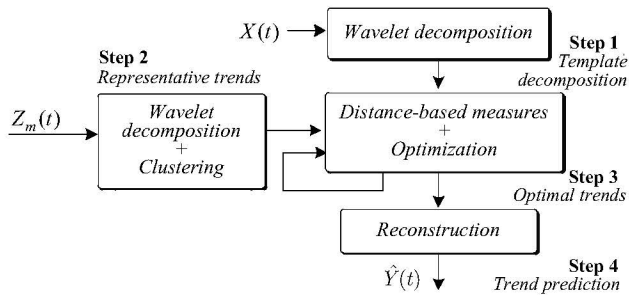 X(t)
Wavelet decomposition
Step 1
Template
decomposition
Step 2
Representative trends
Z_m(t)
Wavelet
decomposition
+
Clustering
Distance-based measures
+
Optimization
Step 3
Optimal trends
Reconstruction
Ŷ(t)
Step 4
Trend prediction